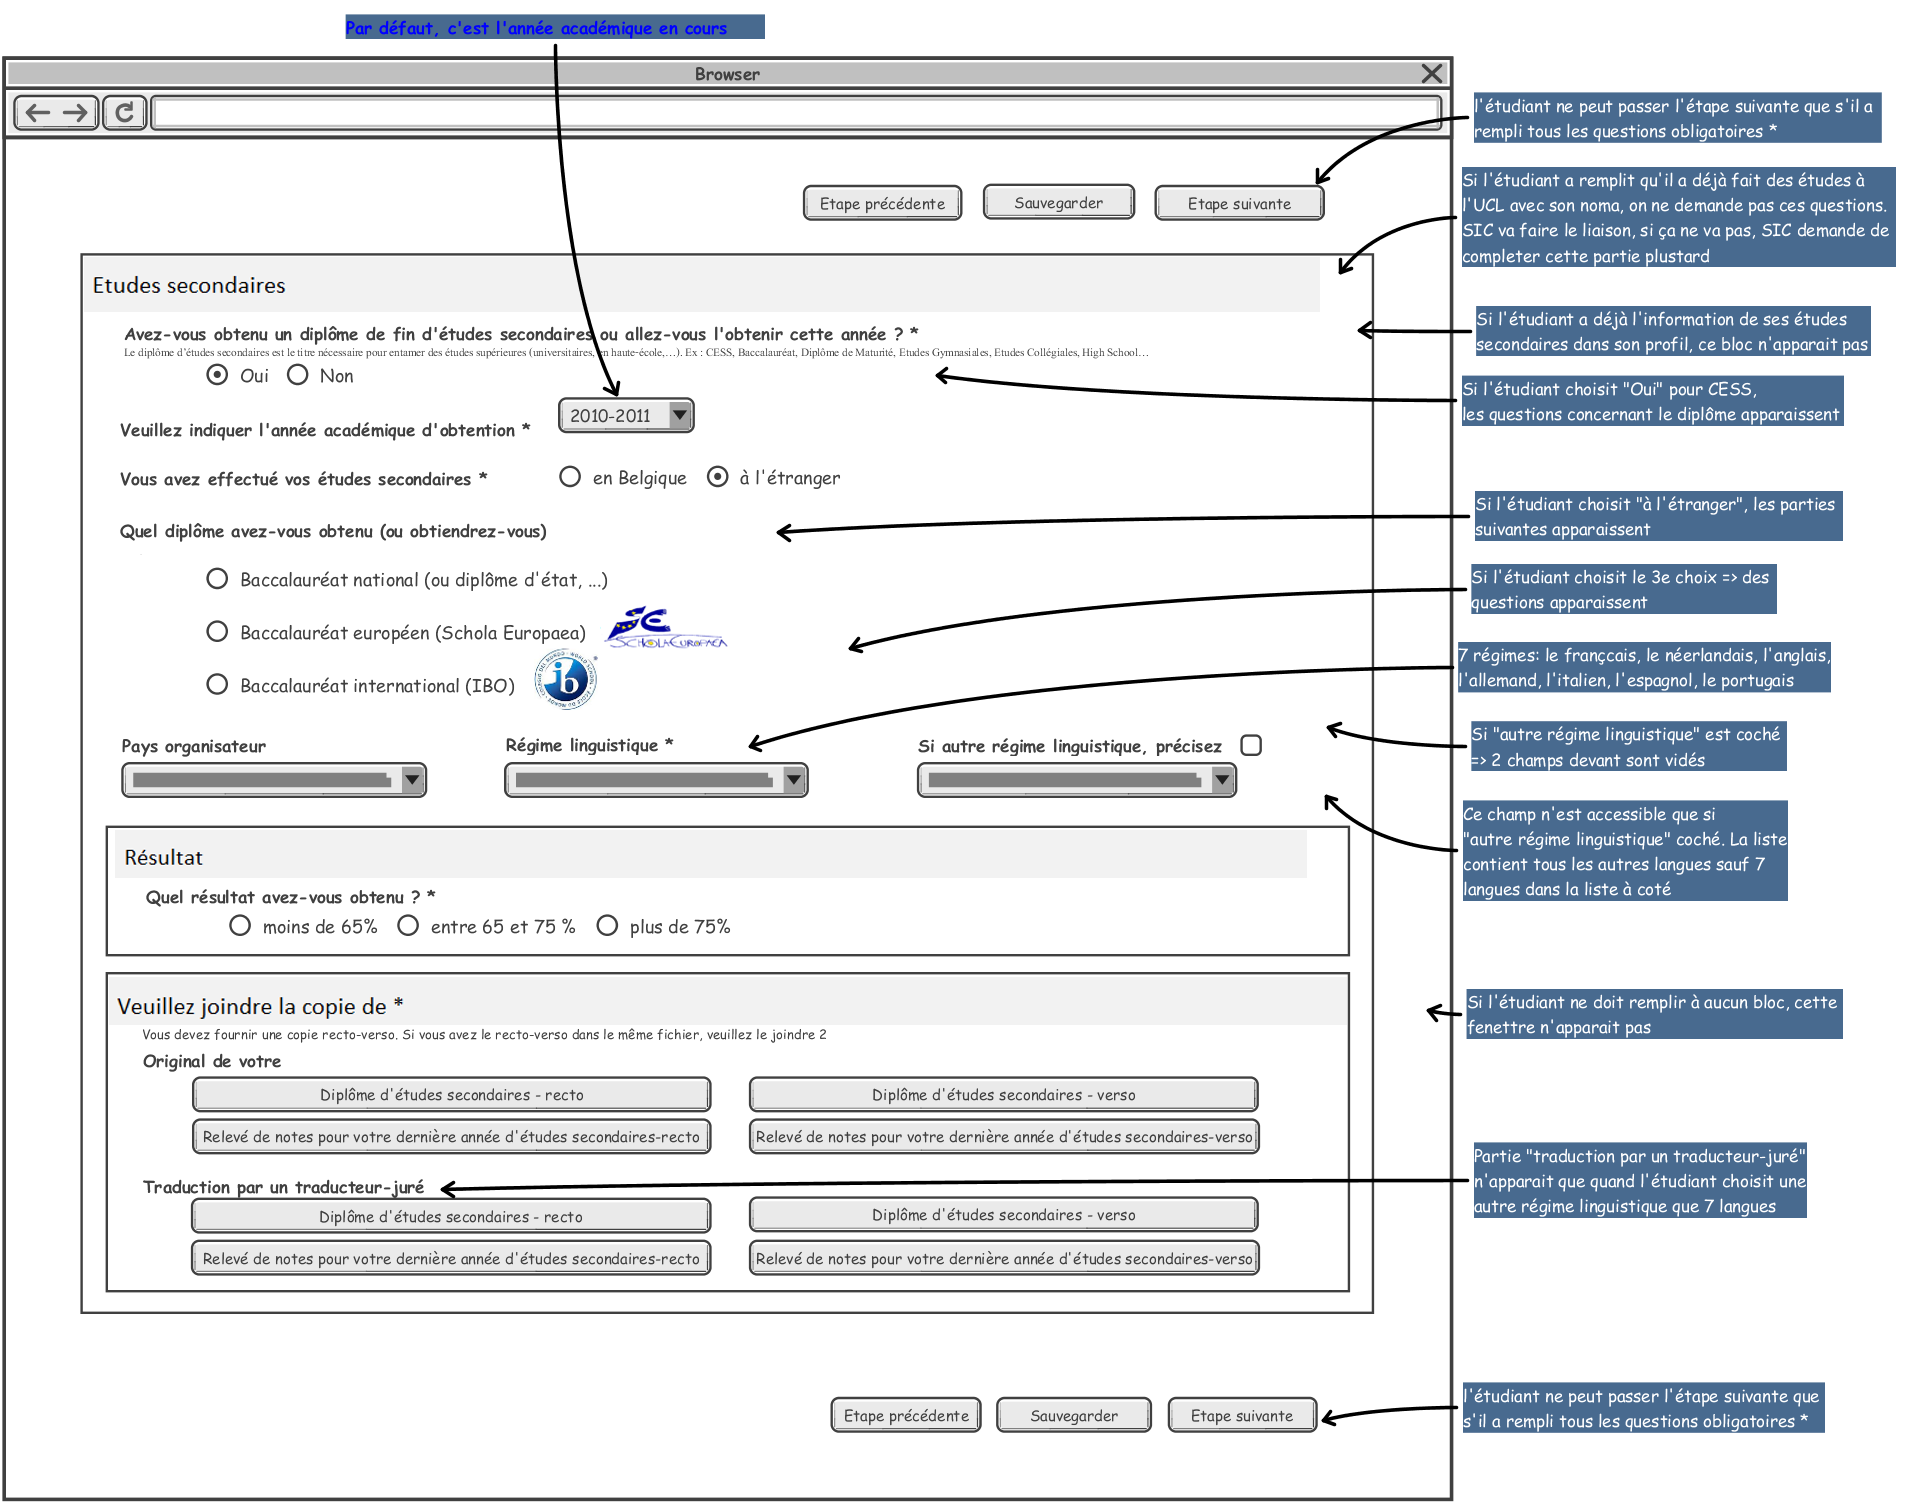 Par défaut, c'est l'année académique en cours
Browser
l'étudiant ne peut passer l'étape suivante que s'il a
rempli tous les questions obligatoires *
Etape précédente
Sauvegarder
Etape suivante
Si l'étudiant a remplit qu'il a déjà fait des études à
l'UCL avec son noma, on ne demande pas ces questions.
SIC va faire le liaison, si ça ne va pas, SIC demande de
completer cette partie plustard
Etudes secondaires
Avez-vous obtenu un diplôme de fin d'études secondaires ou allez-vous l'obtenir cette année ? *
Le diplôme d'études secondaires est le titre nécessaire pour entamer des études supérieures (universitaires, en haute-école,...). Ex : CESS, Baccalauréat, Diplôme de Maturité, Etudes Gymnasiales, Etudes Collégiales, High School...
Oui
Non
Si l'étudiant a déjà l'information de ses études
secondaires dans son profil, ce bloc n'apparait pas
Si l'étudiant choisit "Oui" pour CESS,
les questions concernant le diplôme apparaissent
Veuillez indiquer l'année académique d'obtention *
2010-2011
Vous avez effectué vos études secondaires *
en Belgique
à l'étranger
Si l'étudiant choisit "à l'étranger", les parties
suivantes apparaissent
Quel diplôme avez-vous obtenu (ou obtiendrez-vous)
Baccalauréat national (ou diplôme d'état, ...)
Baccalauréat européen (Schola Europaea)
SCHOLA EUROPAEA
Baccalauréat international (IBO)
ib
Si l'étudiant choisit le 3e choix => des
questions apparaissent
7 régimes: le françcais, le néerlandais, l'anglais,
l'allemand, l'italien, l'espagnol, le portugais
Pays organisateur
Régime linguistique *
Si autre régime linguistique, précisez
Si "autre régime linguistique" est coché
=> 2 champs devant sont vidés
Ce champ n'est accessible que si
"autre régime linguistique" coché. La liste
contient tous les autres langues sauf 7
langues dans la liste à coté
Résultat
Quel résultat avez-vous obtenu ? *
moins de 65%
entre 65 et 75 %
plus de 75%
Veuillez joindre la copie de *
Vous devez fournir une copie recto-verso. Si vous avez le recto-verso dans le même fichier, veuillez le joindre 2
Si l'étudiant ne doit remplir à aucun bloc, cette
fenettre n'apparait pas
Original de votre
Diplôme d'études secondaires - recto
Diplôme d'études secondaires - verso
Relevé de notes pour votre dernière année d'études secondaires-recto
Relevé de notes pour votre dernière année d'études secondaires-verso
Traduction par un traducteur-juré
Diplôme d'études secondaires - recto
Diplôme d'études secondaires - verso
Relevé de notes pour votre dernière année d'études secondaires-recto
Relevé de notes pour votre dernière année d'études secondaires-verso
Partie "traduction par un traducteur-juré"
n'apparait que quand l'étudiant choisit une
autre régime linguistique que 7 langues
Etape précédente
Sauvegarder
Etape suivante
l'étudiant ne peut passer l'étape suivante que
s'il a rempli tous les questions obligatoires *